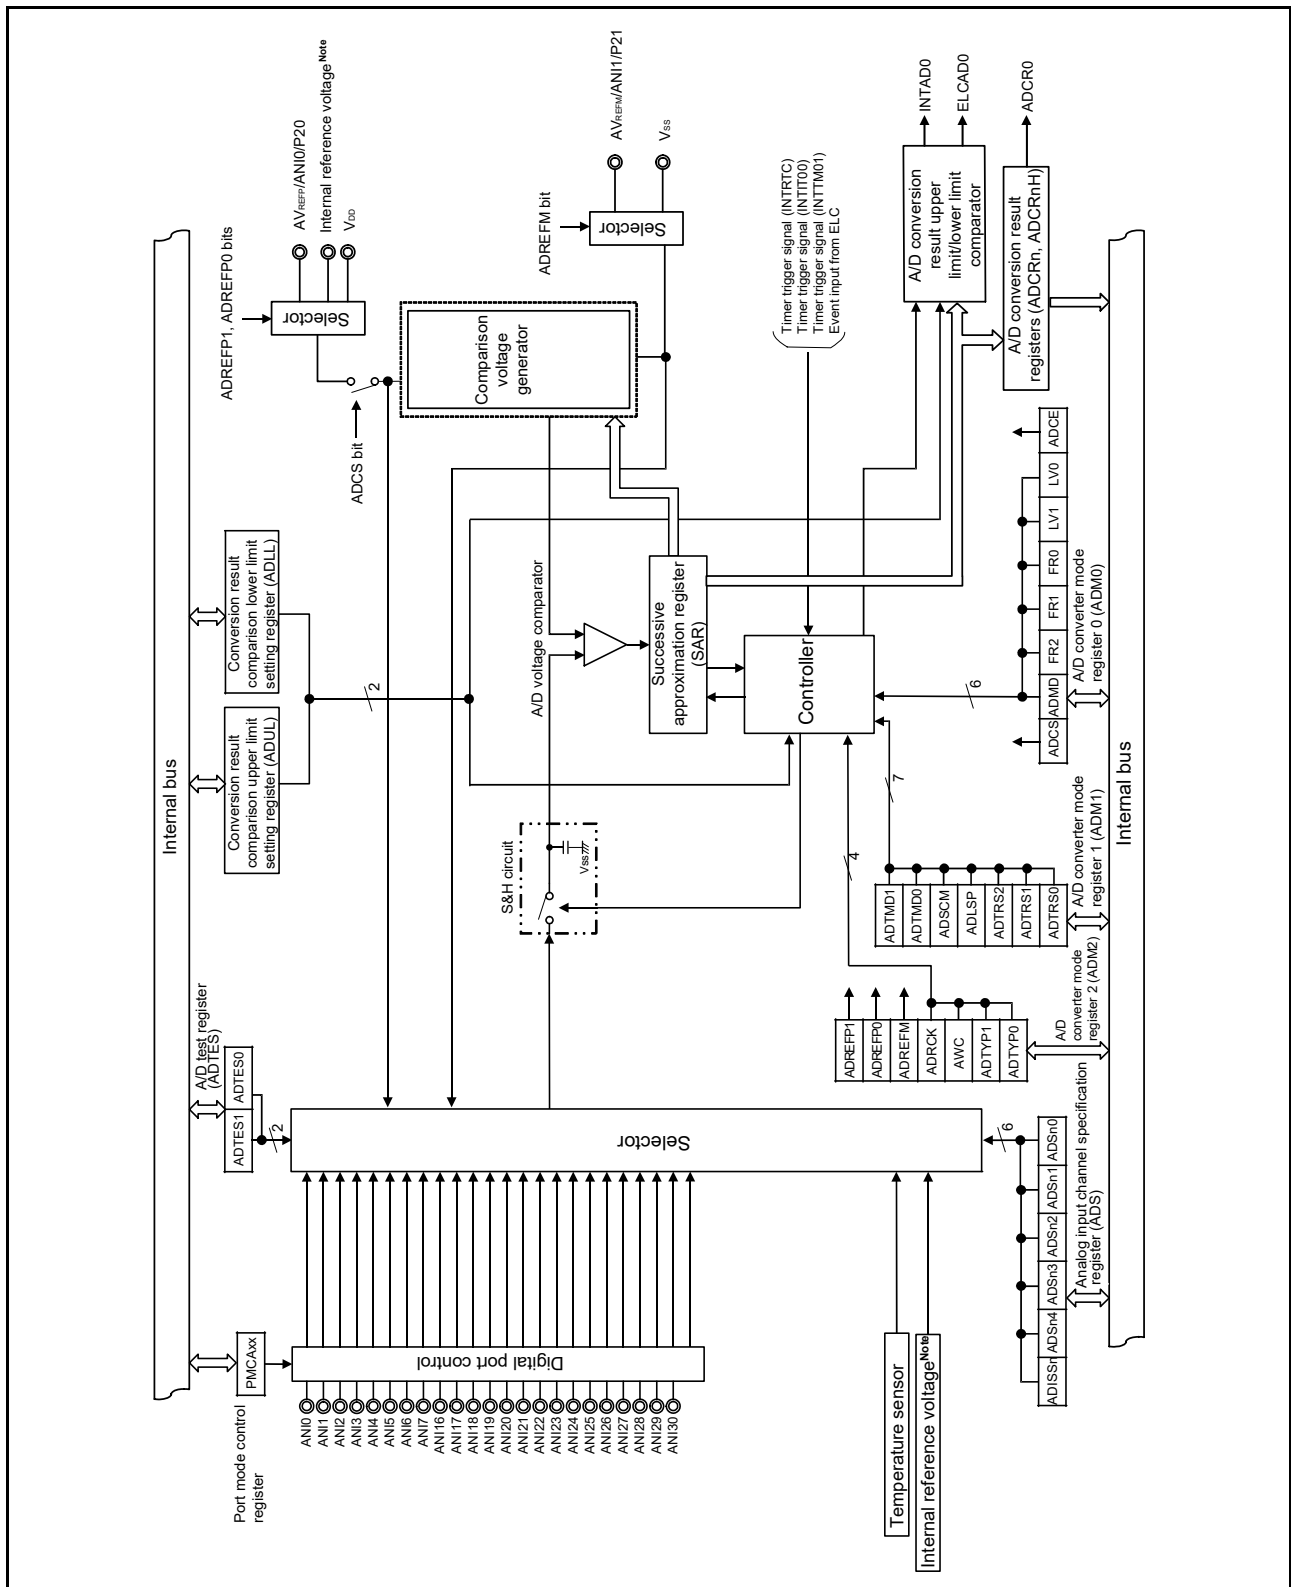 Internal bus
Port mode control
register
PMCAxx
A/D test register
(ADTES)
ADTES1
ADTES0
2
Conversion result
comparison upper limit
setting register (ADUL)
Conversion result
comparison lower limit
setting register (ADLL)
2
ADREFP1, ADREFP0 bits
Selector
AVREFP/ANI0/P20
Internal reference voltage Note
VDD
ADCS bit
Comparison
voltage
generator
ADREFM bit
Selector
AVREFM/ANI1/P21
VSS
ANI0
ANI1
ANI2
ANI3
ANI4
ANI5
ANI6
ANI7
ANI16
ANI17
ANI18
ANI19
ANI20
ANI21
ANI22
ANI23
ANI24
ANI25
ANI26
ANI27
ANI28
ANI29
ANI30
Digital port control
Selector
S&H circuit
Vss
A/D voltage comparator
Successive
approximation register
(SAR)
Controller
Timer trigger signal (INTRTC)
Timer trigger signal (INTIT00)
Timer trigger signal (INTTM01)
Event input from ELC
A/D conversion
result upper
limit/lower limit
comparator
INTAD0
ELCAD0
A/D conversion result
registers (ADCRn, ADCRnH)
ADCR0
Temperature sensor
Internal reference voltage Note
6
ADISSn
ADSn4
ADSn3
ADSn2
ADSn1
ADSn0
Analog input channel specification
register (ADS)
4
ADREFP1
ADREFP0
ADREFM
ADRCK
AWC
ADTYP1
ADTYP0
A/D
converter mode
register 2 (ADM2)
7
ADTMD1
ADTMD0
ADSCM
ADLSP
ADTRS2
ADTRS1
ADTRS0
A/D converter mode
register 1 (ADM1)
6
ADCS
ADMD
FR2
FR1
FR0
LV1
LV0
ADCE
A/D converter mode
register 0 (ADM0)
Internal bus